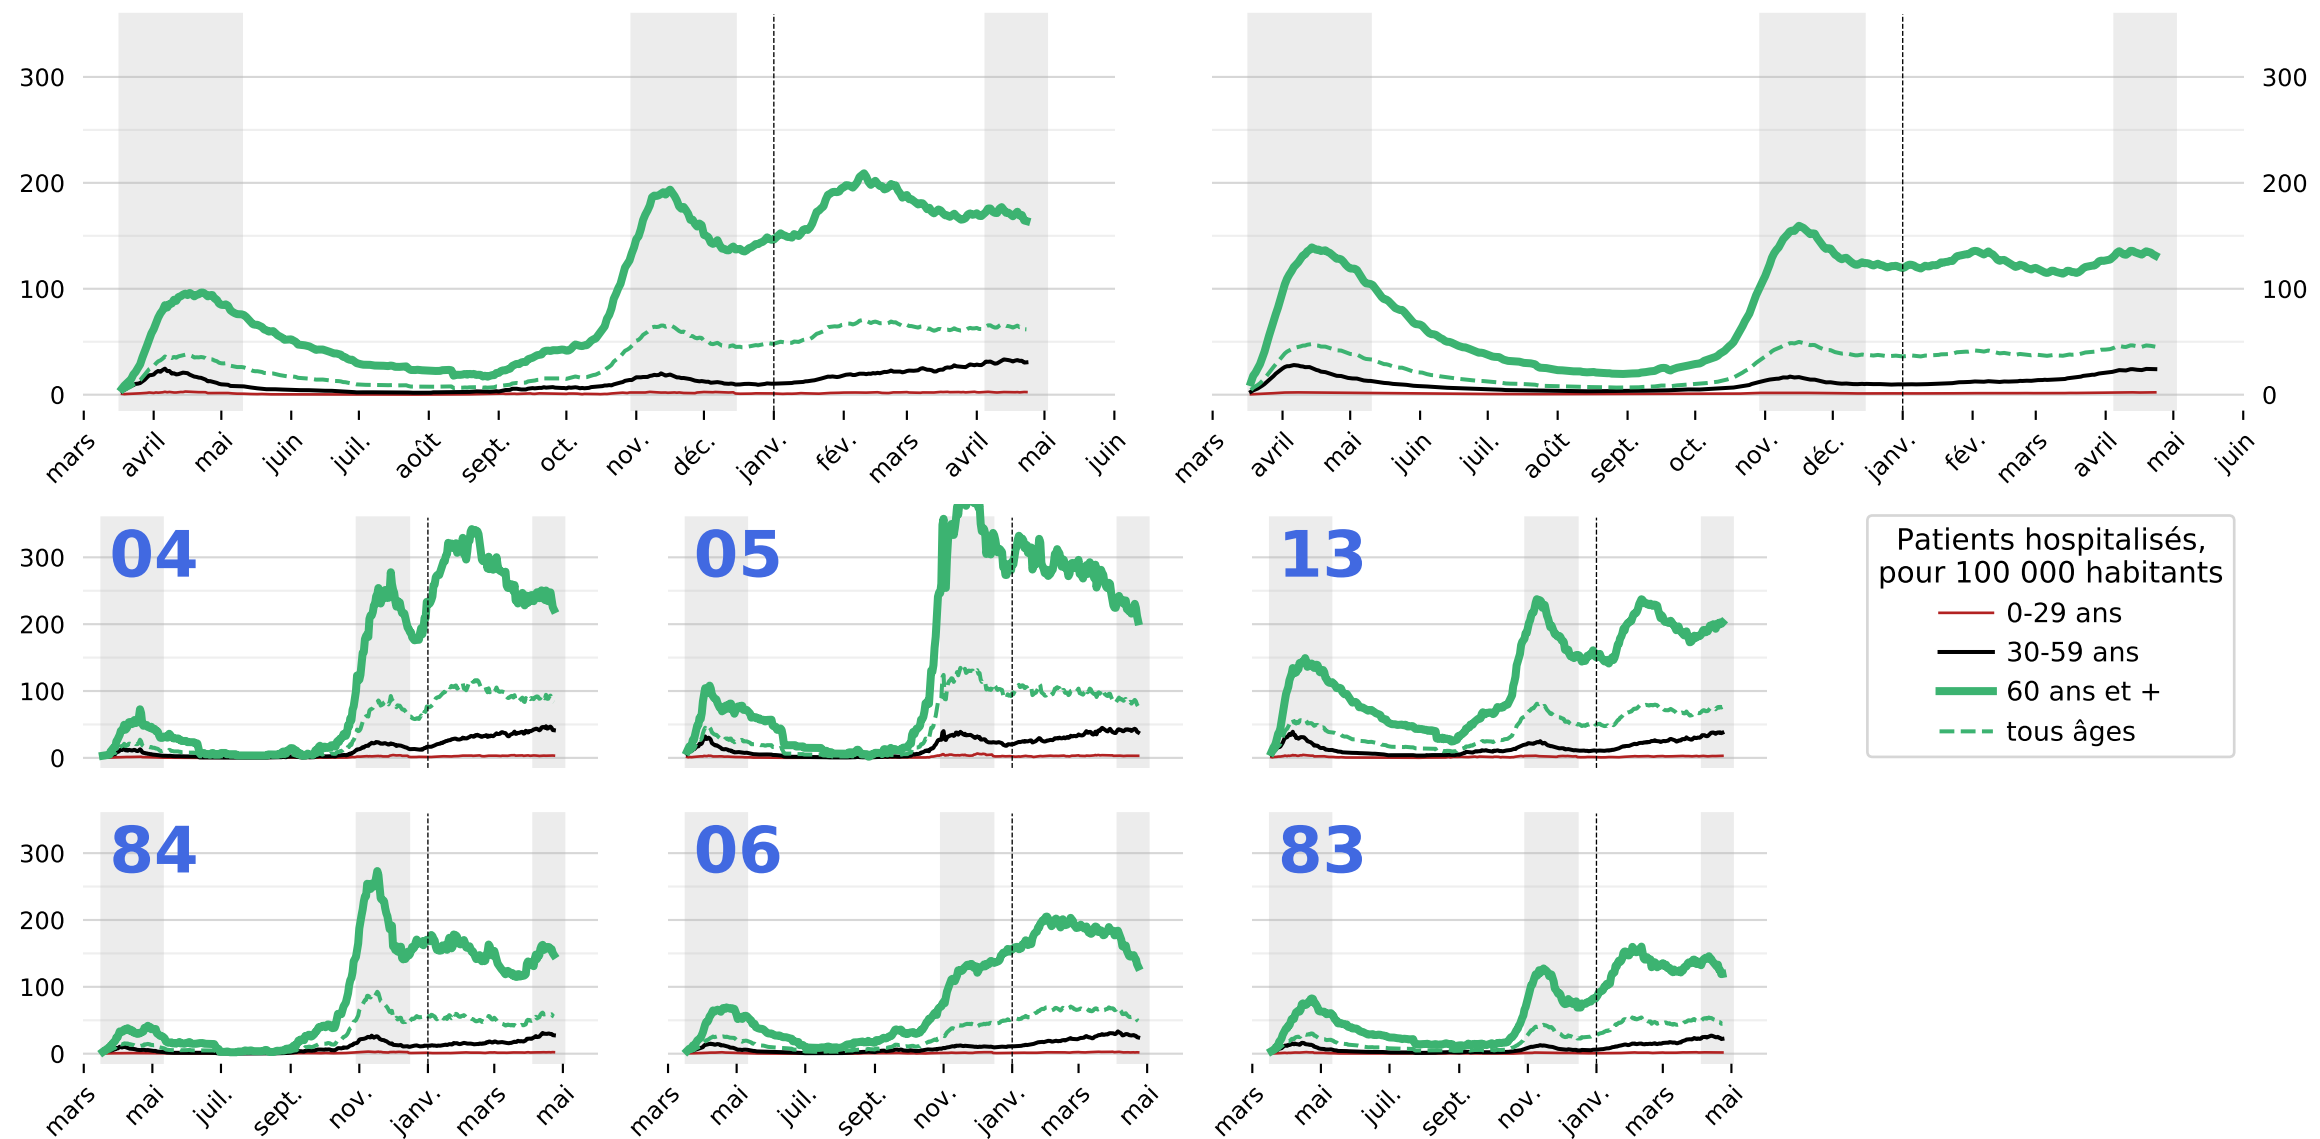 300
200
100
0
mars avril mai juin juil. août sept. oct. nov. déc. janv. fév. mars avril mai juin
300
200
100
0
mars avril mai juin juil. août sept. oct. nov. déc. janv. fév. mars avril mai juin
04
300
200
100
0
05
13
Patients hospitalisés,
pour 100 000 habitants
0-29 ans
30-59 ans
60 ans et +
tous âges
84
300
200
100
0
mars mai juil. sept. nov. janv. mars mai
06
mars mai juil. sept. nov. janv. mars mai
83
mars mai juil. sept. nov. janv. mars mai